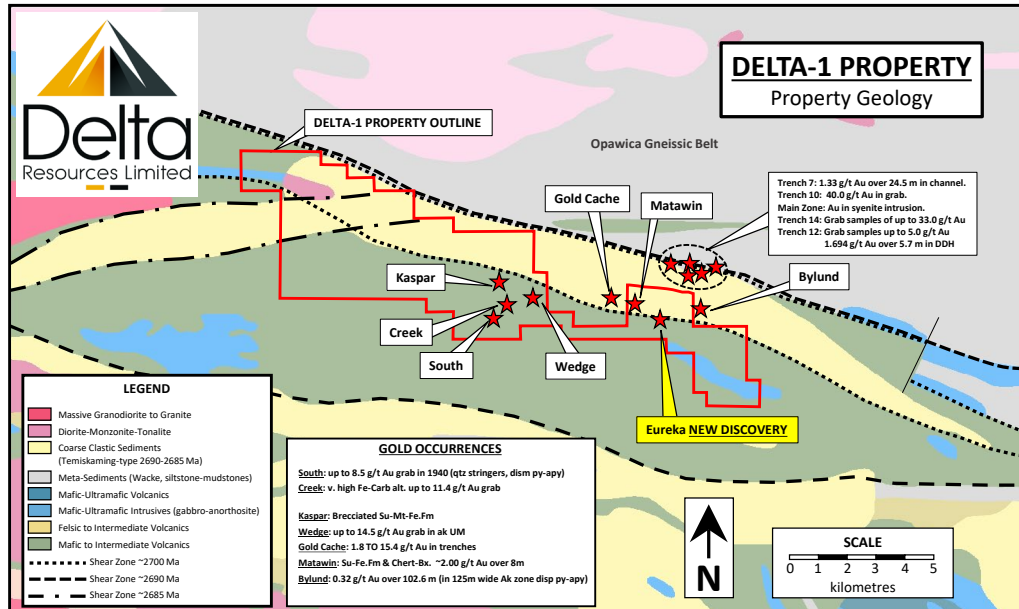 Delta
Resources Limited
DELTA-1 PROPERTY
Property Geology
DELTA-1 PROPERTY OUTLINE
Opawica Gneissic Belt
Trench 7: 1.33 g/t Au over 24.5 m in channel.
Trench 10: 40.0 g/t Au in grab.
Main Zone: Au in syenite intrusion.
Trench 14: Grab samples of up to 33.0 g/t Au
Trench 12: Grab samples up to 5.0 g/t Au
1.694 g/t Au over 5.7 m in DDH
Gold Cache
Matawin
Kaspar
Bylund
Creek
South
Wedge
Eureka NEW DISCOVERY
LEGEND
Massive Granodiorite to Granite
Diorite-Monzonite-Tonalite
Coarse Clastic Sediments
(Temiskaming-type 2690-2685 Ma)
Meta-Sediments (Wacke, siltstone-mudstones)
Mafic-Ultramafic Volcanics
Mafic-Ultramafic Intrusives (gabbro-anorthosite)
Felsic to Intermediate Volcanics
Mafic to Intermediate Volcanics
Shear Zone ~2700 Ma
Shear Zone ~2690 Ma
Shear Zone ~2685 Ma
GOLD OCCURRENCES
South: up to 8.5 g/t Au grab in 1940 (qtz stringers, dism py-apy)
Creek: v. high Fe-Carb alt. up to 11.4 g/t Au grab
Kaspar: Brecciated Su-Mt-Fe.Fm
Wedge: up to 14.5 g/t Au grab in ak UM
Gold Cache: 1.8 TO 15.4 g/t Au in trenches
Matawin: Su-Fe.Fm & Chert-Bx. ~2.00 g/t Au over 8m
Bylund: 0.32 g/t Au over 102.6 m (in 125m wide Ak zone disp py-apy)
N
SCALE
0 1 2 3 4 5
kilometres